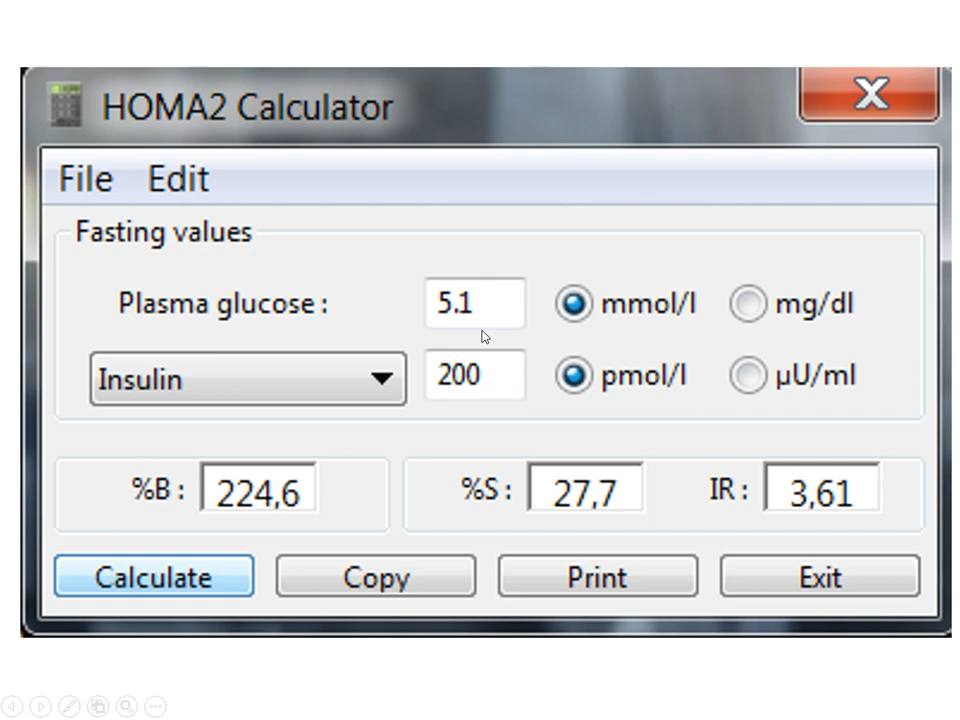 HOMA2 Calculator
File Edit
Fasting values
Plasma glucose : 5.1 mmol/l mg/dl
Insulin 200 pmol/l µU/ml
%B : 224,6 %S : 27,7 IR : 3,61
Calculate Copy Print Exit